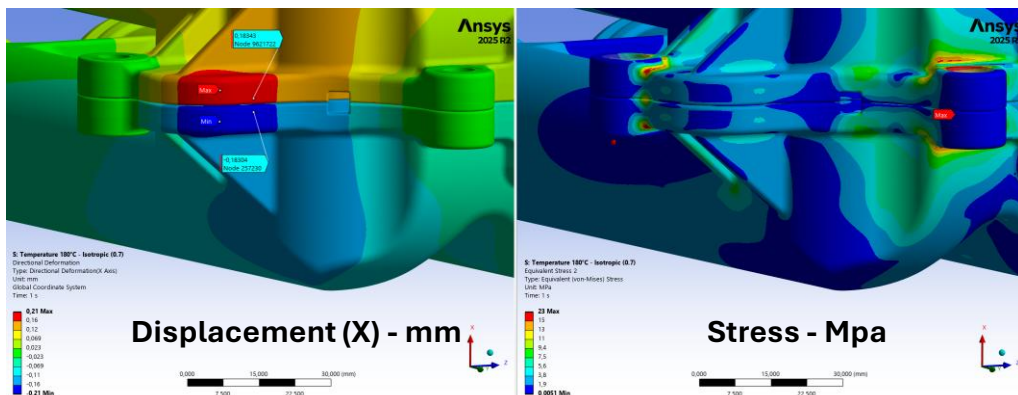 Ansys
2025 R2
0,18343
Node 9821722
Max
Min
-0,18304
Node 257230
S: Temperature 180°C - Isotropic (0.7)
Directional Deformation
Type: Directional Deformation(X Axis)
Unit: mm
Global Coordinate System
Time: 1 s
0,21 Max
0,16
0,12
0,069
0,023
-0,023
-0,069
-0,11
-0,16
-0.21 Min
Displacement (X) - mm
0,000
15,000
30,000 (mm)
7,500
22,500
X
Z
Ansys
2025 R2
Max
S: Temperature 180°C - Isotropic (0.7)
Equivalent Stress 2
Type: Equivalent (von-Mises) Stress
Unit: MPa
Time: 1 s
23 Max
15
13
11
9,4
7,5
5,6
3,8
1,9
0.0051 Min
Stress - Mpa
0,000
15,000
30,000 (mm)
7,500
22,500
X
Z